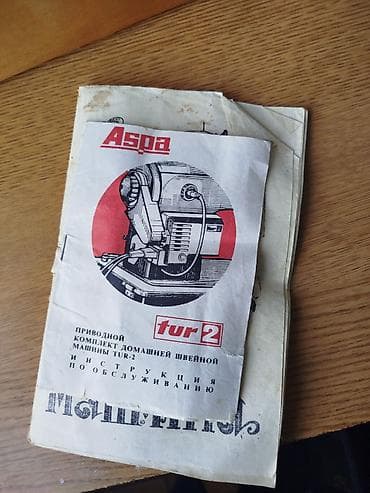 Aspa
tur 2
ПРИВОДНОЙ
КОМПЛЕКТ ДОМАШНЕЙ ШВЕЙНОЙ
МАШИНЫ TUR-2
ИНСТРУКЦИЯ
ПО ОБСЛУЖИВАНИЮ